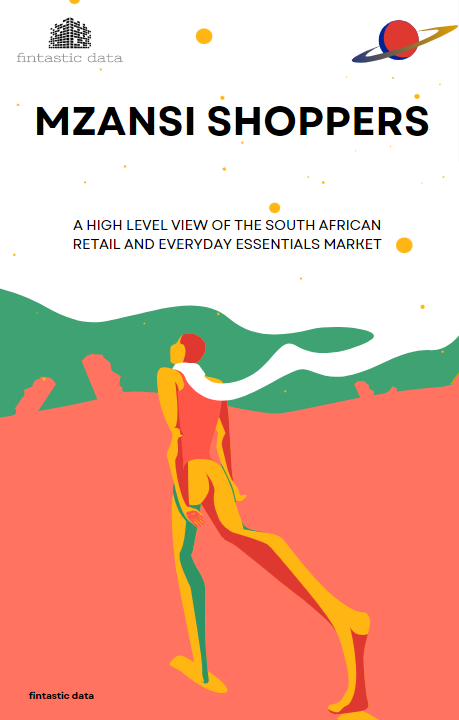 fintastic data
MZANSI SHOPPERS
A HIGH LEVEL VIEW OF THE SOUTH AFRICAN
RETAIL AND EVERYDAY ESSENTIALS MARKET
fintastic data